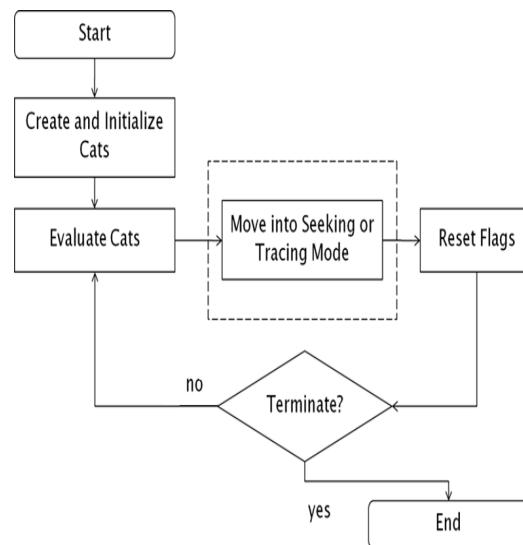 Start
Create and Initialize
Cats
Evaluate Cats
Move into Seeking or
Tracing Mode
Reset Flags
no
Terminate?
yes
End